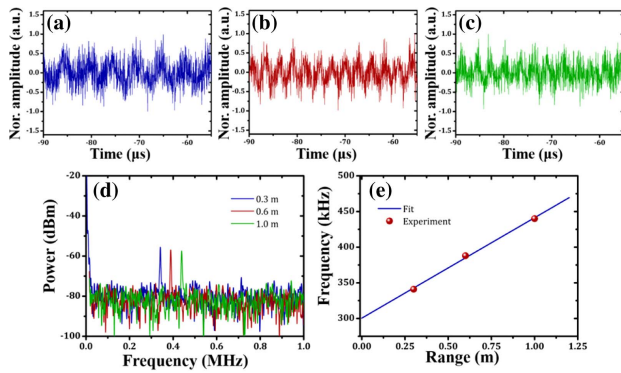 (a)
Nor. amplitude (a.u.)
1.5
1.0
0.5
0.0
-0.5
-1.0
-1.5
-90
-80
-70
-60
Time (μs)
(b)
Nor. amplitude (a.u.)
1.5
1.0
0.5
0.0
-0.5
-1.0
-1.5
-90
-80
-70
-60
Time (μs)
(c)
Nor. amplitude (a.u.)
1.5
1.0
0.5
0.0
-0.5
-1.0
-1.5
-90
-80
-70
-60
Time (μs)
(d)
Power (dBm)
-20
-40
-60
-80
-100
0.3 m
0.6 m
1.0 m
0.0
0.2
0.4
0.6
0.8
1.0
Frequency (MHz)
(e)
Frequency (kHz)
500
450
400
350
300
Fit
Experiment
0.00
0.25
0.50
0.75
1.00
1.25
Range (m)